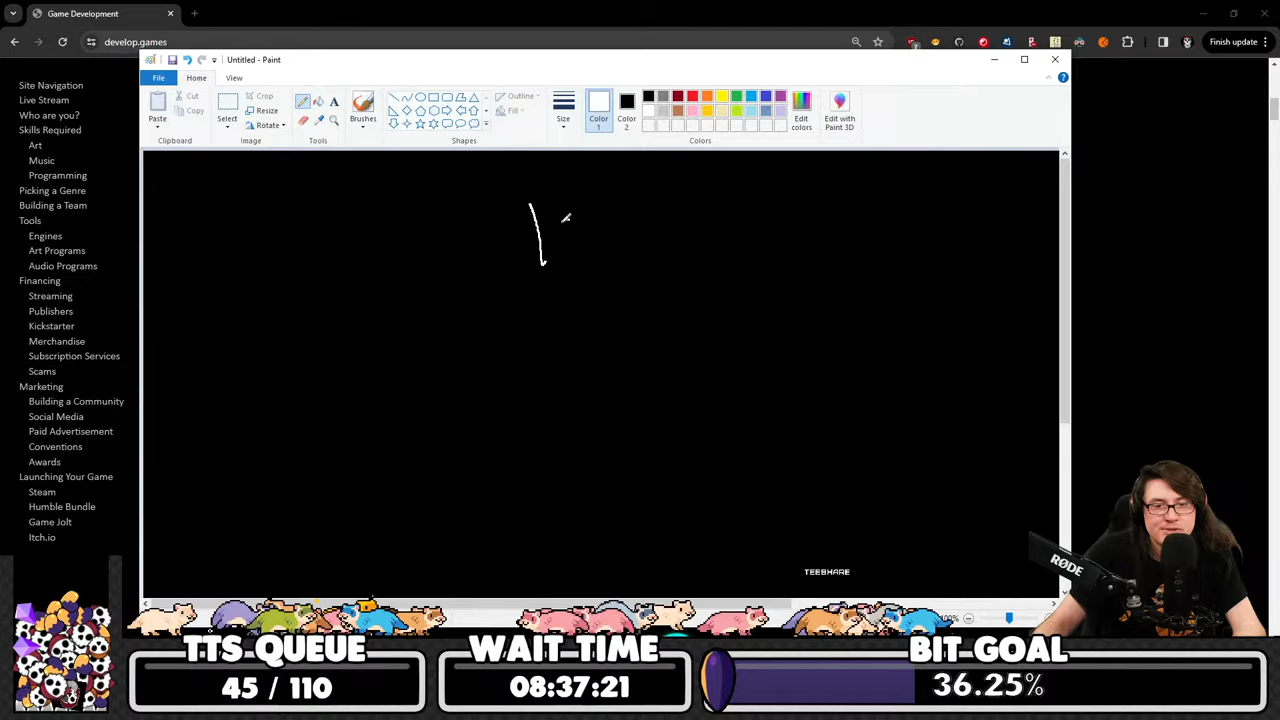 Game Development
develop.games
Finish update
Untitled - Paint
File
Home
View
Paste
Cut
Copy
Clipboard
Select
Crop
Resize
Rotate
Image
Tools
Brushes
Shapes
Outline
Fill
Size
Color 1
Color 2
Colors
Edit colors
Edit with Paint 3D
Site Navigation
Live Stream
Who are you?
Skills Required
Art
Music
Programming
Picking a Genre
Building a Team
Tools
Engines
Art Programs
Audio Programs
Financing
Streaming
Publishers
Kickstarter
Merchandise
Subscription Services
Scams
Marketing
Building a Community
Social Media
Paid Advertisement
Conventions
Awards
Launching Your Game
Steam
Humble Bundle
Game Jolt
Itch.io
TEESHARE
RØDE
TTS QUEUE
45 / 110
WAIT TIME
08:37:21
BIT GOAL
36.25%